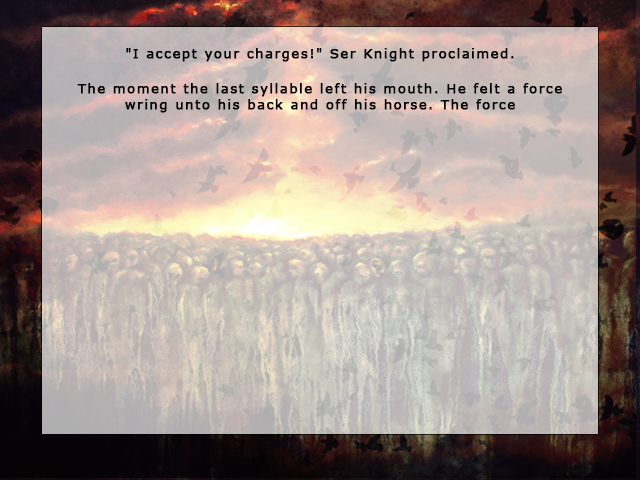 "I accept your charges!" Ser Knight proclaimed.
The moment the last syllable left his mouth. He felt a force
wring unto his back and off his horse. The force